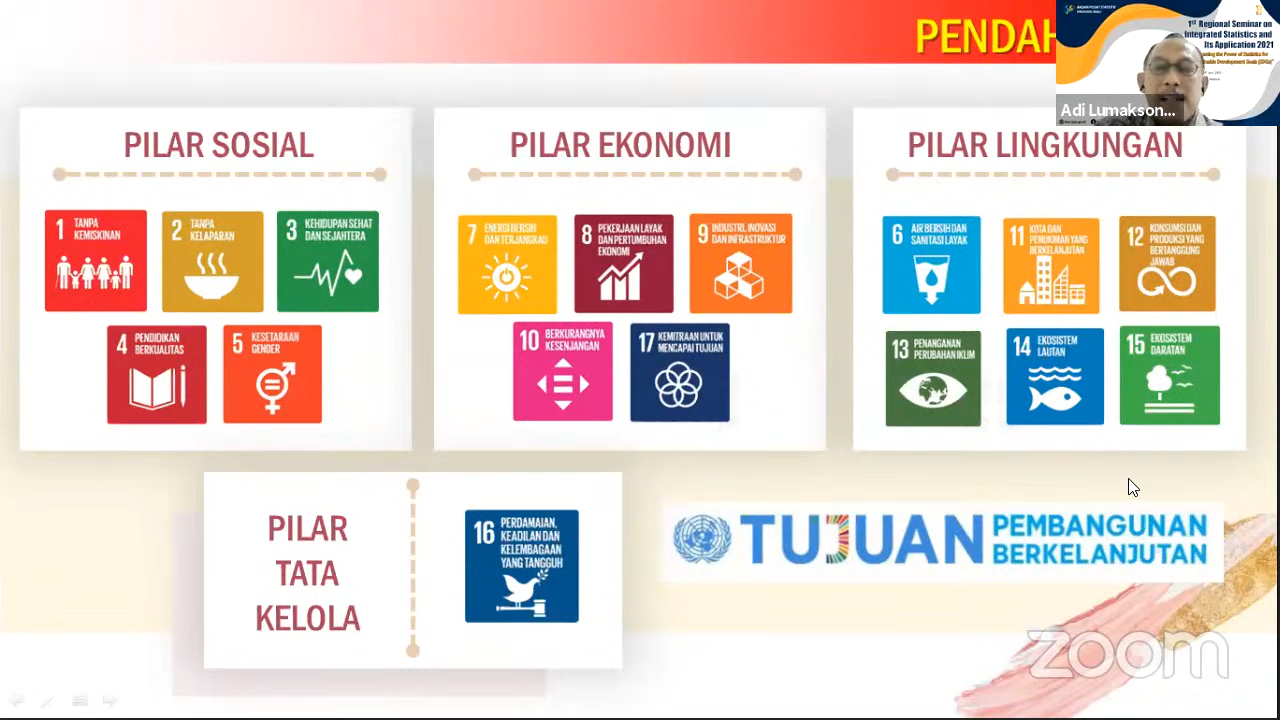 PENDAH
BADAN PUSAT STATISTIK
1st Regional Seminar on
Integrated Statistics and
Its Application 2021
Adi Lumakson...
PILAR SOSIAL
1 TANPA
KEMISKINAN
2 TANPA
KELAPARAN
3 KEHIDUPAN SEHAT
DAN SEJAHTERA
4 PENDIDIKAN
BERKUALITAS
5 KESETARAAN
GENDER
PILAR EKONOMI
7 ENERGI BERSIH
DAN TERJANGKAU
8 PEKERJAAN LAYAK
DAN PERTUMBUHAN
EKONOMI
9 INDUSTRI, INOVASI
DAN INFRASTRUKTUR
10 BERKURANGNYA
KESENJANGAN
17 KEMITRAAN UNTUK
MENCAPAI TUJUAN
PILAR LINGKUNGAN
6 AIR BERSIH DAN
SANITASI LAYAK
11 KOTA DAN
PEMUKIMAN YANG
BERKELANJUTAN
12 KONSUMSI DAN
PRODUKSI YANG
BERTANGGUNG
JAWAB
13 PENANGANAN
PERUBAHAN IKLIM
14 EKOSISTEM
LAUTAN
15 EKOSISTEM
DARATAN
PILAR
TATA
KELOLA
16 PERDAMAIAN,
KEADILAN DAN
KELEMBAGAAN
YANG TANGGUH
TUJUAN PEMBANGUNAN
BERKELANJUTAN
zoom